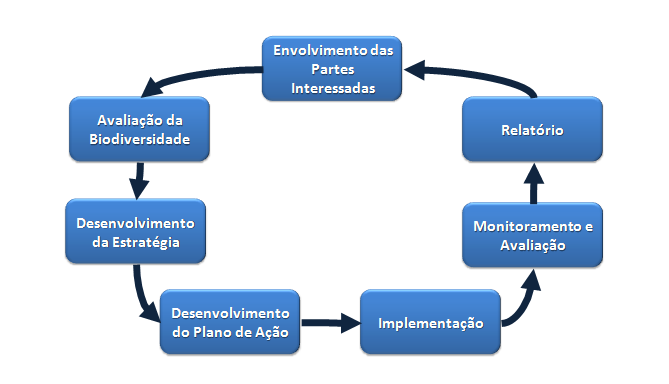 Envolvimento das
Partes
Interessadas
Avaliação da
Biodiversidade
Desenvolvimento
da Estratégia
Desenvolvimento
do Plano de Ação
Implementação
Monitoramento e
Avaliação
Relatório